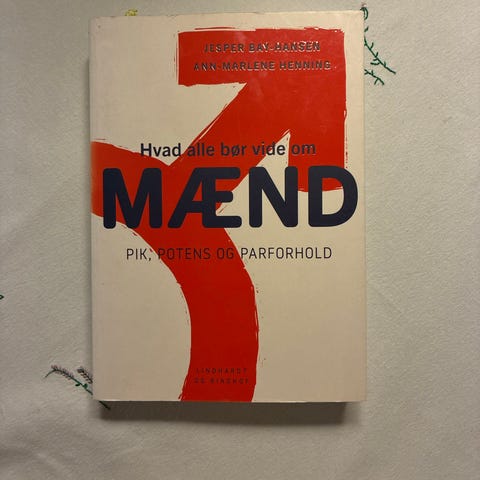 JESPER BAY-HANSEN
ANN-MARLENE HENNING
Hvad alle bør vide om
MÆND
PIK, POTENS OG PARFORHOLD
LINDHARDT
OG RINGHOF